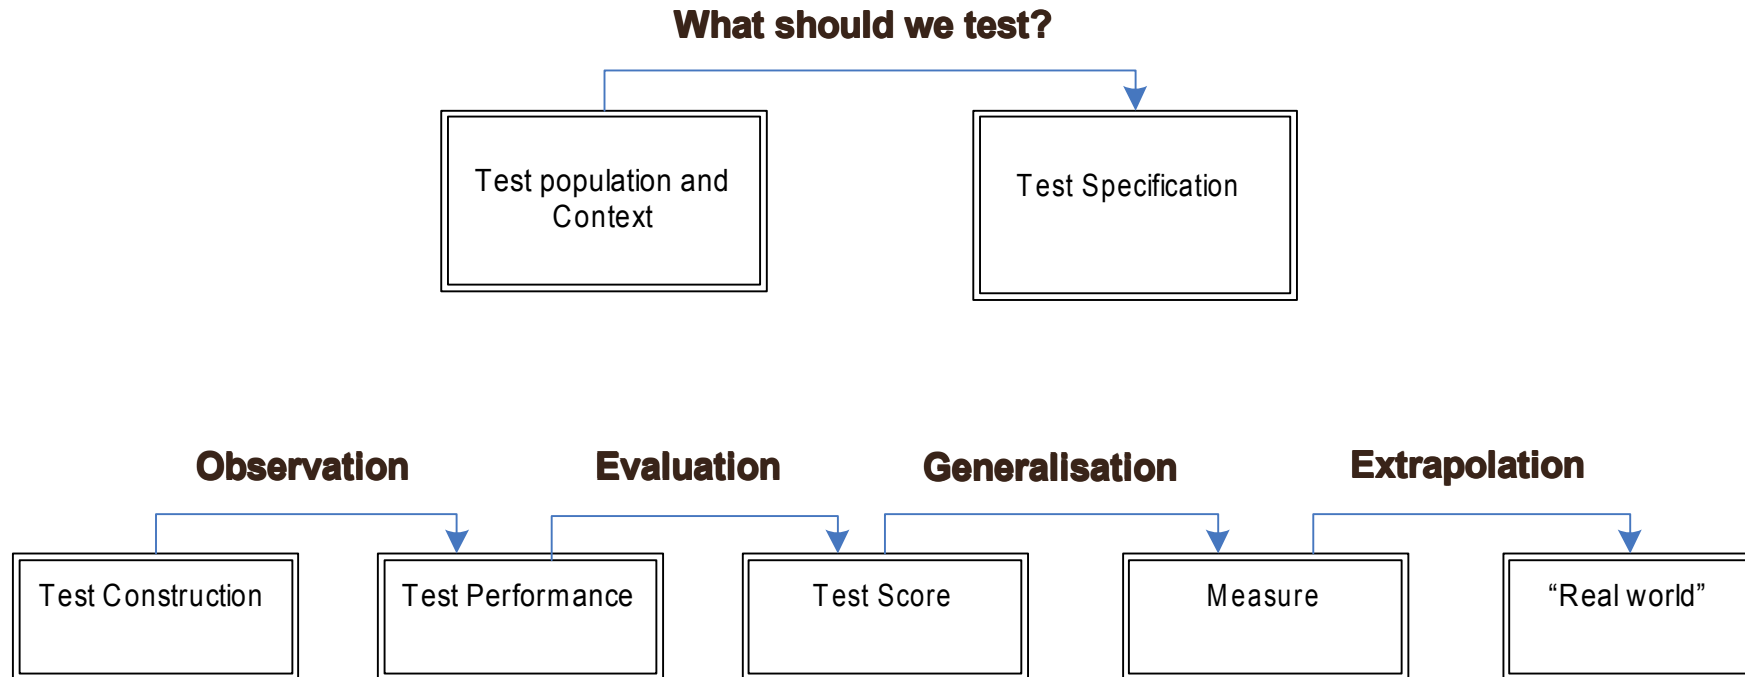 What should we test?
Test population and
Context
Test Specification
Observation
Evaluation
Generalisation
Extrapolation
Test Construction
Test Performance
Test Score
Measure
“Real world”